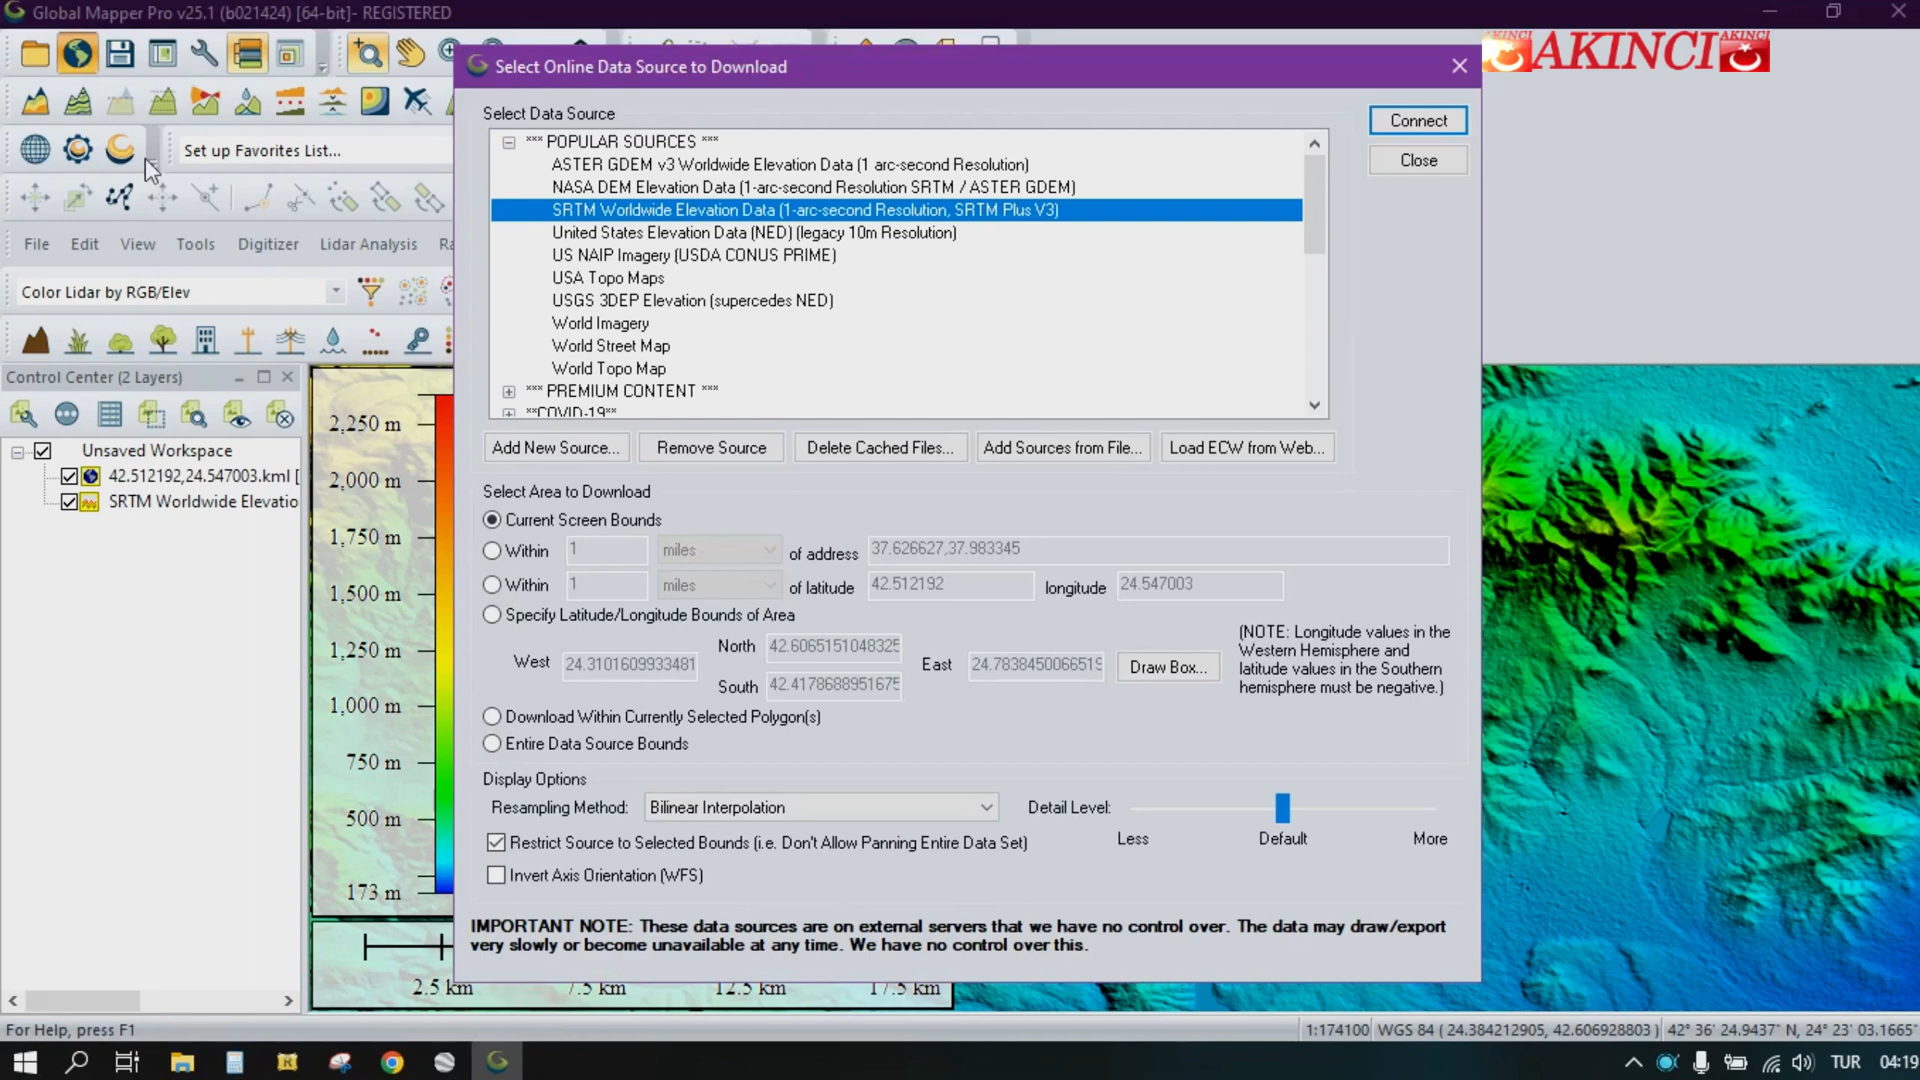 Global Mapper Pro v25.1 (b021424) [64-bit]- REGISTERED
AKINCI AKINCI AKINCI
Select Online Data Source to Download
Select Data Source
*** POPULAR SOURCES ***
Connect
ASTER GDEM v3 Worldwide Elevation Data (1 arc-second Resolution)
Close
Set up Favorites List...
NASA DEM Elevation Data (1-arc-second Resolution SRTM / ASTER GDEM)
SRTM Worldwide Elevation Data (1-arc-second Resolution, SRTM Plus V3)
United States Elevation Data (NED) (legacy 10m Resolution)
File Edit View Tools Digitizer Lidar Analysis
US NAIP Imagery (USDA CONUS PRIME)
USA Topo Maps
Color Lidar by RGB/Elev
USGS 3DEP Elevation (supercedes NED)
World Imagery
World Street Map
World Topo Map
Control Center (2 Layers)
*** PREMIUM CONTENT ***
**COVID-19**
Add New Source... Remove Source Delete Cached Files... Add Sources from File... Load ECW from Web...
Unsaved Workspace
42.512192,24.547003.kml [
SRTM Worldwide Elevatio
2,250 m
2,000 m
1,750 m
1,500 m
1,250 m
1,000 m
750 m
500 m
173 m
Select Area to Download
Current Screen Bounds
Within 1 miles of address 37.626627,37.983345
Within 1 miles of latitude 42.512192 longitude 24.547003
Specify Latitude/Longitude Bounds of Area
North 42.6065151048325
West 24.3101609933481
East 24.7838450066519
Draw Box...
South 42.4178688951675
(NOTE: Longitude values in the
Western Hemisphere and
latitude values in the Southern
hemisphere must be negative.)
Download Within Currently Selected Polygon(s)
Entire Data Source Bounds
Display Options
Resampling Method: Bilinear Interpolation
Detail Level:
Less Default More
Restrict Source to Selected Bounds (i.e. Don't Allow Panning Entire Data Set)
Invert Axis Orientation (WFS)
IMPORTANT NOTE: These data sources are on external servers that we have no control over. The data may draw/export
very slowly or become unavailable at any time. We have no control over this.
2.5 km 7.5 km 12.5 km 17.5 km
For Help, press F1
1:174100 WGS 84 ( 24.384212905, 42.606928803 ) 42° 36' 24.9437" N, 24° 23' 03.1665"
TUR 04:19